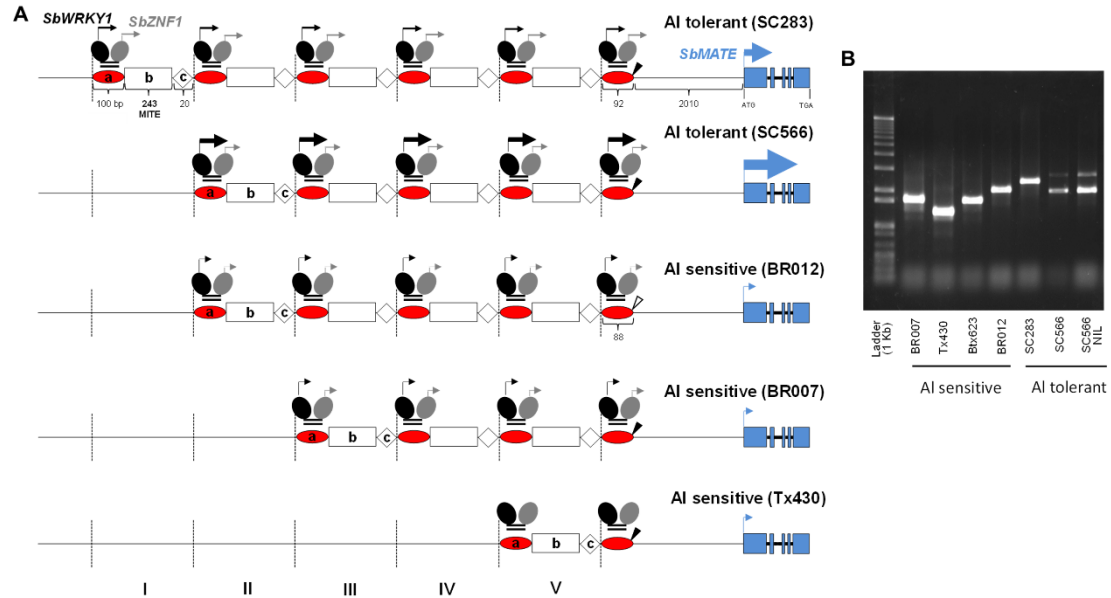 A
SbWRKY1
SbZNF1
Al tolerant (SC283)
SbMATE
a
b
c
100 bp
243
MITE
20
92
2010
ATG
TGA
Al tolerant (SC566)
a
b
c
Al sensitive (BR012)
a
b
c
88
Al sensitive (BR007)
a
b
c
Al sensitive (Tx430)
a
b
c
I
II
III
IV
V
B
Ladder
(1 Kb)
BR007
Tx430
Btx623
BR012
SC283
SC566
SC566
NIL
Al sensitive
Al tolerant